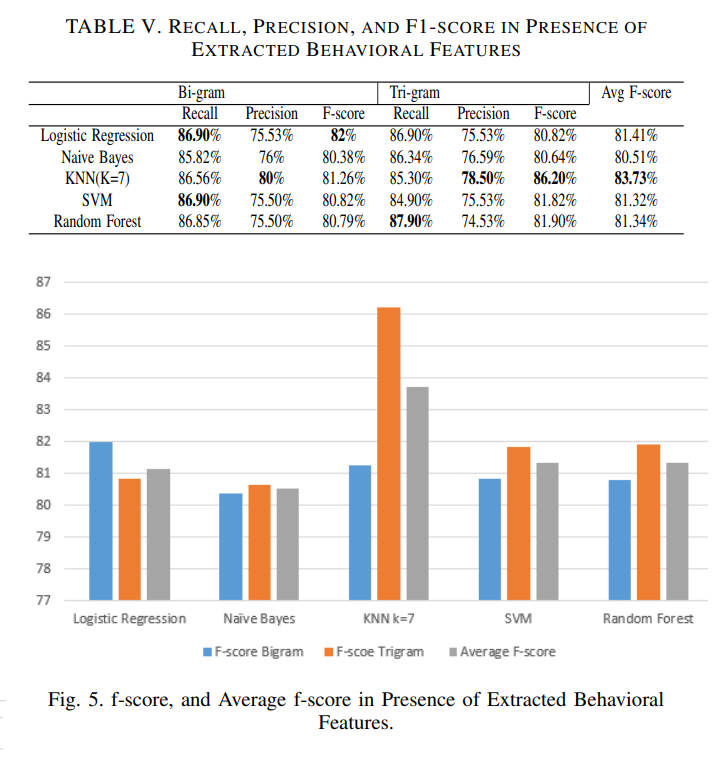 TABLE V. RECALL, PRECISION, AND F1-SCORE IN PRESENCE OF
EXTRACTED BEHAVIORAL FEATURES
Bi-gram Tri-gram Avg F-score
Recall Precision F-score Recall Precision F-score
Logistic Regression 86.90% 75.53% 82% 86.90% 75.53% 80.82% 81.41%
Naive Bayes 85.82% 76% 80.38% 86.34% 76.59% 80.64% 80.51%
KNN(K=7) 86.56% 80% 81.26% 85.30% 78.50% 86.20% 83.73%
SVM 86.90% 75.50% 80.82% 84.90% 75.53% 81.82% 81.32%
Random Forest 86.85% 75.50% 80.79% 87.90% 74.53% 81.90% 81.34%
87
86
85
84
83
82
81
80
79
78
77
Logistic Regression Naïve Bayes KNN k=7 SVM Random Forest
F-score Bigram F-scoe Trigram Average F-score
Fig. 5. f-score, and Average f-score in Presence of Extracted Behavioral
Features.